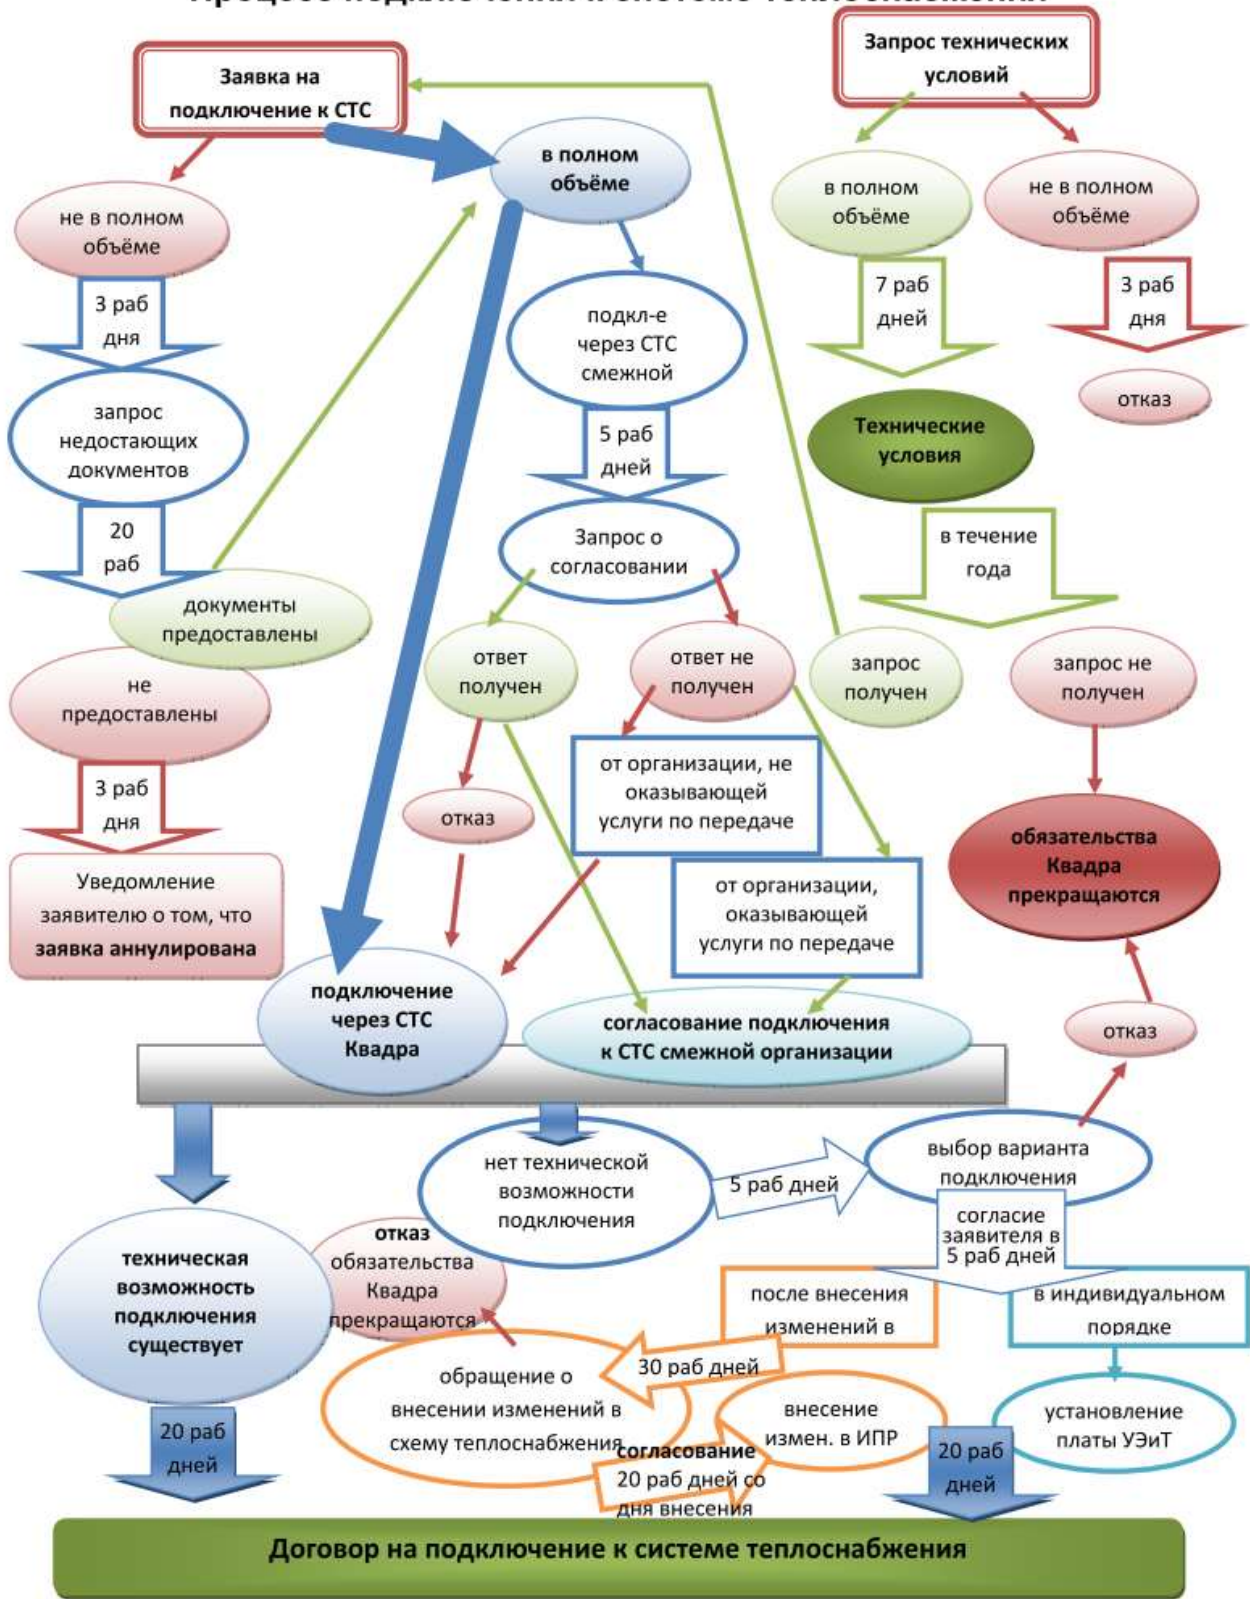 Заявка на
подключение к СТС
Запрос технических
условий
в полном
объёме
в полном
объёме
не в полном
объёме
не в полном
объёме
3 раб
дня
7 раб
дней
3 раб
дня
подкл-е
через СТС
смежной
отказ
запрос
недостающих
документов
Технические
условия
5 раб
дней
20
раб
Запрос о
согласовании
в течение
года
документы
предоставлены
не
предоставлены
ответ
получен
ответ не
получен
запрос
получен
запрос не
получен
3 раб
дня
отказ
от организации, не
оказывающей
услуги по передаче
обязательства
Квадра
прекращаются
Уведомление
заявителю о том, что
заявка аннулирована
от организации,
оказывающей
услуги по передаче
подключение
через СТС
Квадра
согласование подключения
к СТС смежной организации
отказ
нет технической
возможности
подключения
5 раб дней
выбор варианта
подключения
согласие
заявителя в
5 раб дней
техническая
возможность
подключения
существует
отказ
обязательства
Квадра
прекращаются
после внесения
изменений в
в индивидуальном
порядке
30 раб дней
обращение о
внесении изменений в
схему теплоснабжения
внесение
измен. в ИПР
установление
платы УЭиТ
20 раб
дней
согласование
20 раб дней со
дня внесения
20 раб
дней
Договор на подключение к системе теплоснабжения